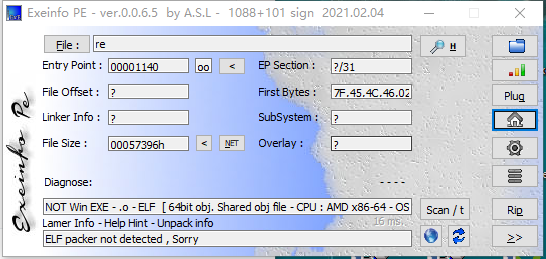 Exeinfo PE - ver.0.0.6.5 by A.S.L - 1088+101 sign 2021.02.04
File : re H
Entry Point : 00001140 oo < EP Section : ?/31
File Offset : ? First Bytes : 7F.45.4C.46.02
Plug
Linker Info : ? SubSystem : ?
File Size : 00057396h < NET Overlay : ?
Exeinfo Pe
Diagnose: - - - -
NOT Win EXE - .o - ELF [ 64bit obj. Shared obj file - CPU : AMD x86-64 - OS Scan / t Rip
Lamer Info - Help Hint - Unpack info 16 ms.
ELF packer not detected , Sorry >>